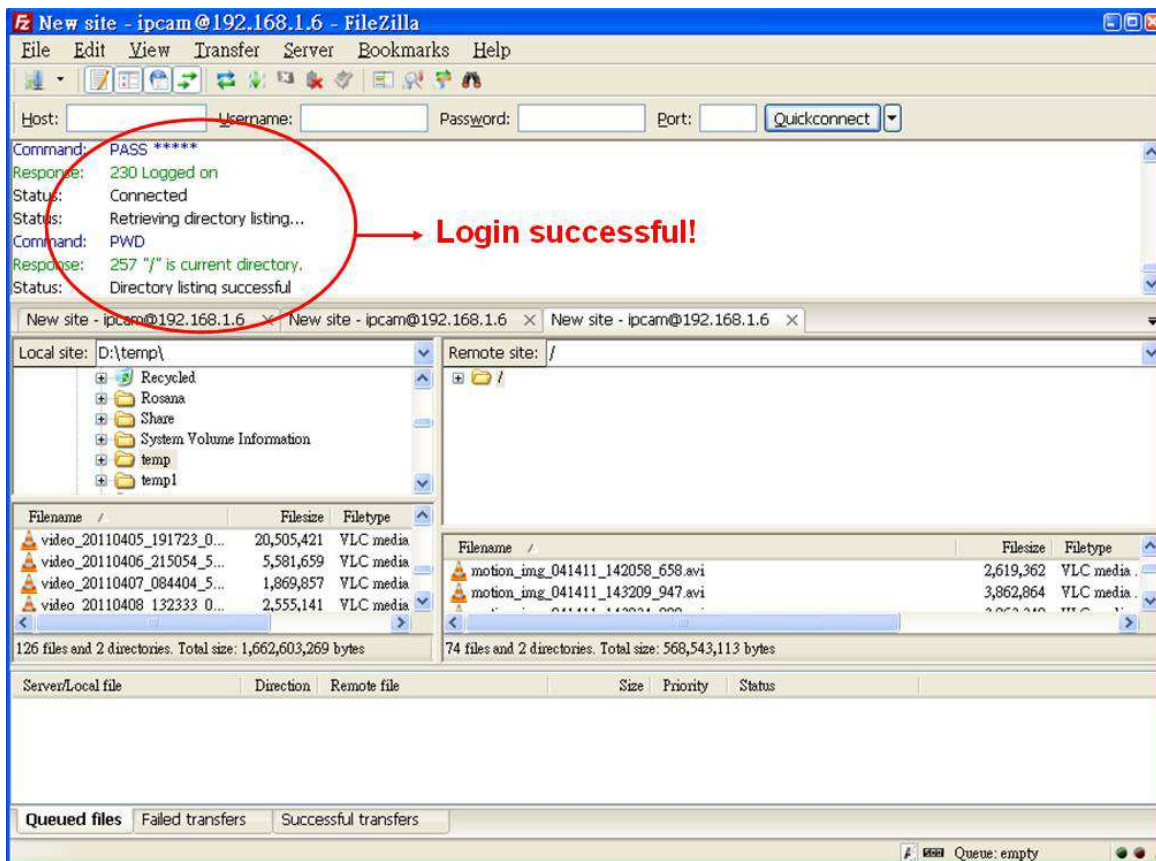 New site - ipcam@192.168.1.6 - FileZilla
File Edit View Transfer Server Bookmarks Help
Host: Username: Password: Port: Quickconnect
Command: PASS *****
Response: 230 Logged on
Status: Connected
Status: Retrieving directory listing...
Command: PWD
Response: 257 "/" is current directory.
Status: Directory listing successful
Login successful!
New site - ipcam@192.168.1.6 New site - ipcam@192.168.1.6 New site - ipcam@192.168.1.6
Local site: D:\temp\
Recycled
Rosana
Share
System Volume Information
temp
temp1
Filename Filesize Filetype
video_20110405_191723_0... 20,505,421 VLC media
video_20110406_215054_5... 5,581,659 VLC media
video_20110407_084404_5... 1,869,857 VLC media
video_20110408_132333_0... 2,555,141 VLC media
126 files and 2 directories. Total size: 1,662,603,269 bytes
Remote site: /
/
Filename Filesize Filetype
motion_img_041411_142058_658.avi 2,619,362 VLC media .
motion_img_041411_143209_947.avi 3,862,864 VLC media .
74 files and 2 directories. Total size: 568,543,113 bytes
Server/Local file Direction Remote file Size Priority Status
Queued files Failed transfers Successful transfers
Queue: empty